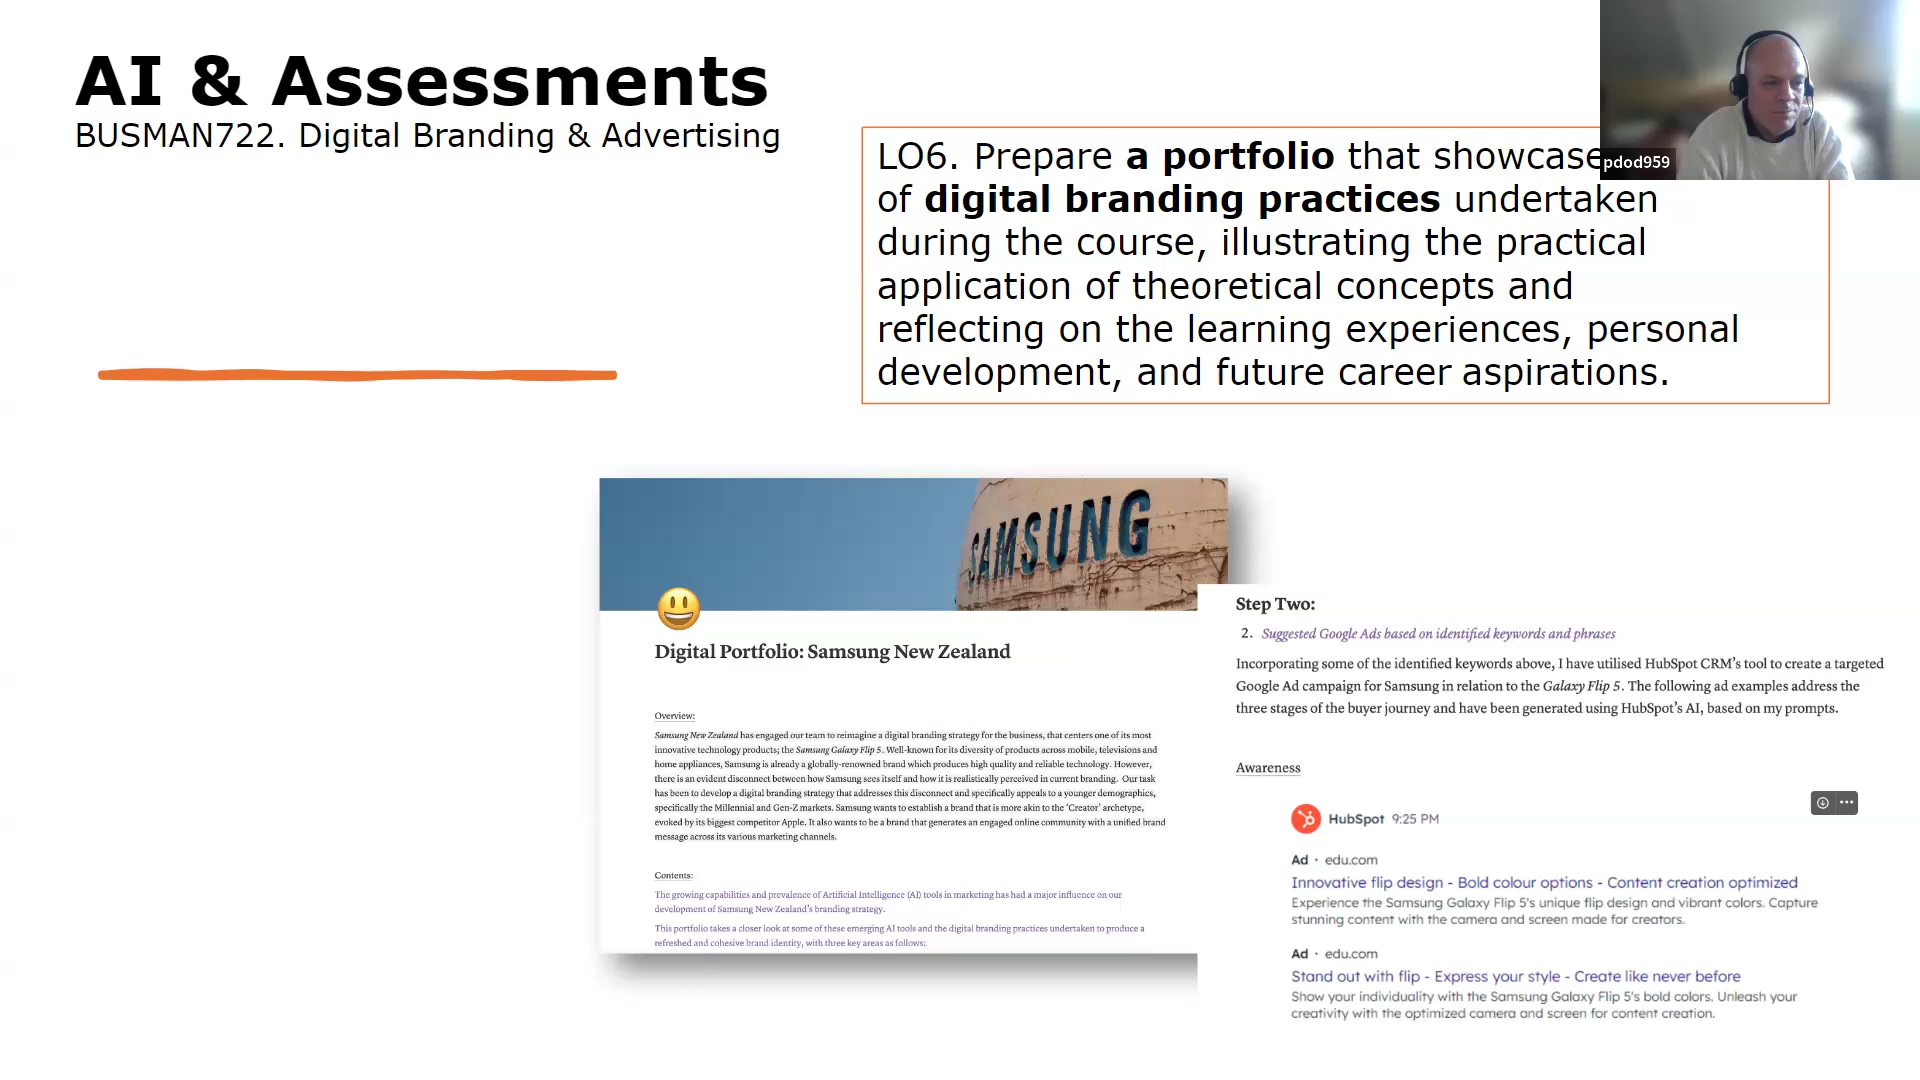 AI & Assessments
BUSMAN722. Digital Branding & Advertising
LO6. Prepare a portfolio that showcase
of digital branding practices undertaken
during the course, illustrating the practical
application of theoretical concepts and
reflecting on the learning experiences, personal
development, and future career aspirations.
pdod959
SAMSUNG
Digital Portfolio: Samsung New Zealand
Overview:
Samsung New Zealand has engaged our team to reimagine a digital branding strategy for the business, that centers one of its most
innovative technology products; the Samsung Galaxy Flip 5. Well-known for its diversity of products across mobile, televisions and
home appliances, Samsung is already a globally-renowned brand which produces high quality and reliable technology. However,
there is an evident disconnect between how Samsung sees itself and how it is realistically perceived in current branding. Our task
has been to develop a digital branding strategy that addresses this disconnect and specifically appeals to a younger demographics,
specifically the Millennial and Gen-Z markets. Samsung wants to establish a brand that is more akin to the 'Creator' archetype,
evoked by its biggest competitor Apple. It also wants to be a brand that generates an engaged online community with a unified brand
message across its various marketing channels.
Contents:
The growing capabilities and prevalence of Artificial Intelligence (AI) tools in marketing has had a major influence on our
development of Samsung New Zealand's branding strategy.
This portfolio takes a closer look at some of these emerging AI tools and the digital branding practices undertaken to produce a
refreshed and cohesive brand identity, with three key areas as follows:
Step Two:
2. Suggested Google Ads based on identified keywords and phrases
Incorporating some of the identified keywords above, I have utilised HubSpot CRM's tool to create a targeted
Google Ad campaign for Samsung in relation to the Galaxy Flip 5. The following ad examples address the
three stages of the buyer journey and have been generated using HubSpot's AI, based on my prompts.
Awareness
HubSpot 9:25 PM
Ad · edu.com
Innovative flip design - Bold colour options - Content creation optimized
Experience the Samsung Galaxy Flip 5's unique flip design and vibrant colors. Capture
stunning content with the camera and screen made for creators.
Ad · edu.com
Stand out with flip - Express your style - Create like never before
Show your individuality with the Samsung Galaxy Flip 5's bold colors. Unleash your
creativity with the optimized camera and screen for content creation.